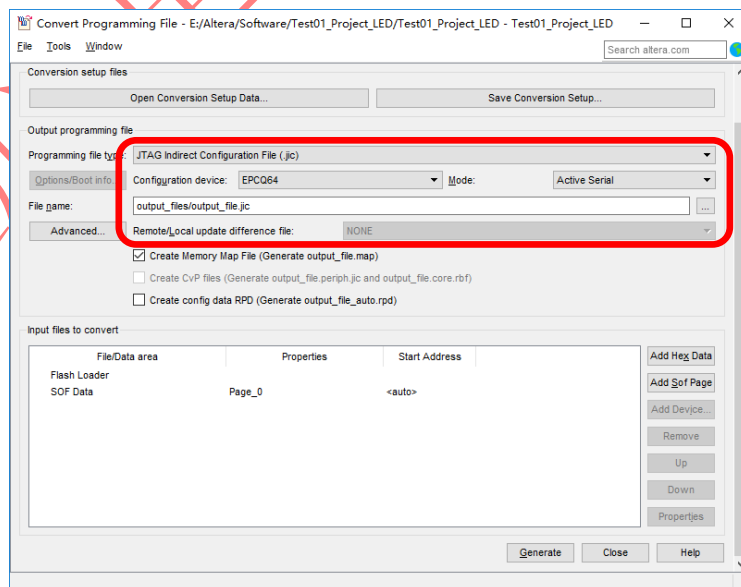 Convert Programming File - E:/Altera/Software/Test01_Project_LED/Test01_Project_LED - Test01_Project_LED
File Tools Window Search altera.com
Conversion setup files
Open Conversion Setup Data... Save Conversion Setup...
Output programming file
Programming file type: JTAG Indirect Configuration File (.jic)
Options/Boot info... Configuration device: EPCQ64 Mode: Active Serial
File name: output_files/output_file.jic ...
Advanced... Remote/Local update difference file: NONE
Create Memory Map File (Generate output_file.map)
Create CvP files (Generate output_file.periph.jic and output_file.core.rbf)
Create config data RPD (Generate output_file_auto.rpd)
Input files to convert
File/Data area Properties Start Address Add Hex Data
Flash Loader
SOF Data Page_0 <auto> Add Sof Page
Add Device...
Remove
Up
Down
Properties
Generate Close Help